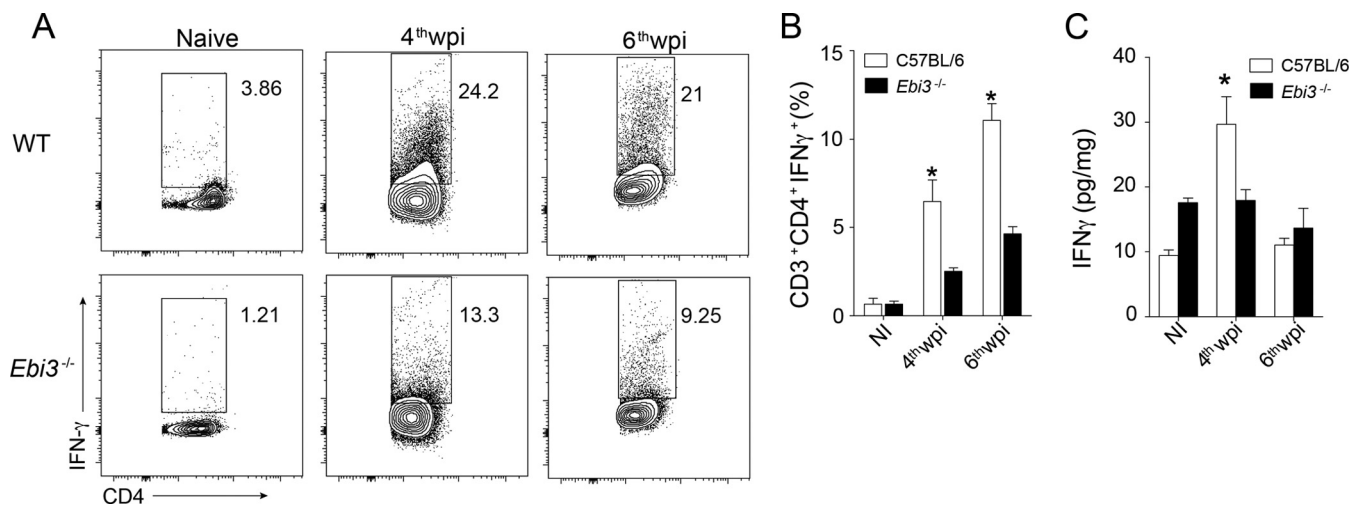 A
Naive
4thwpi
6thwpi
WT
3.86
24.2
21
Ebi3-/-
1.21
13.3
9.25
IFN-γ
CD4
B
C57BL/6
Ebi3-/-
CD3+CD4+IFNγ+(%)
15
10
5
0
*
*
NI
4thwpi
6thwpi
C
C57BL/6
Ebi3-/-
IFNγ (pg/mg)
40
30
20
10
0
*
NI
4thwpi
6thwpi